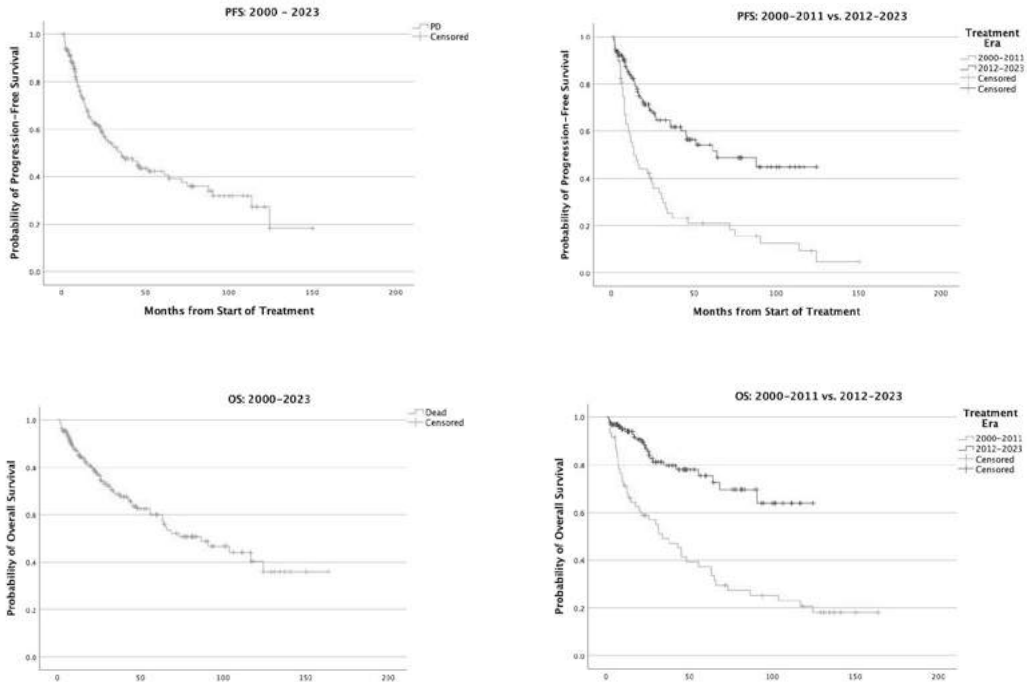 PFS: 2000 - 2023
PD
Censored
Probability of Progression-Free Survival
1.0
0.8
0.6
0.4
0.2
0.0
0
50
100
150
200
Months from Start of Treatment
PFS: 2000-2011 vs. 2012-2023
Treatment
Era
2000-2011
2012-2023
Censored
Censored
Probability of Progression-Free Survival
1.0
0.8
0.6
0.4
0.2
0.0
0
50
100
150
200
Months from Start of Treatment
OS: 2000-2023
Dead
Censored
Probability of Overall Survival
1.0
0.8
0.6
0.4
0.2
0.0
0
50
100
150
200
OS: 2000-2011 vs. 2012-2023
Treatment
Era
2000-2011
2012-2023
Censored
Censored
Probability of Overall Survival
1.0
0.8
0.6
0.4
0.2
0.0
0
50
100
150
200